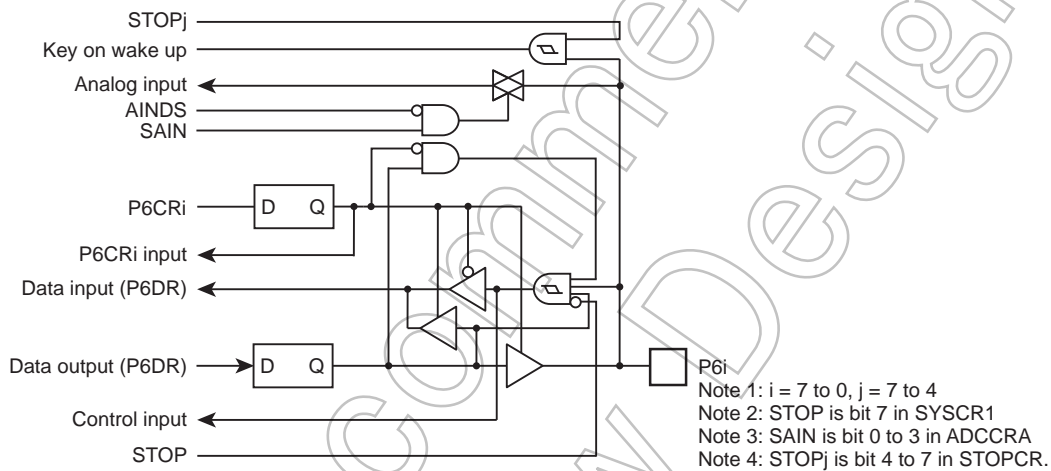 STOPj
Key on wake up
Analog input
AINDS
SAIN
P6CRi
D Q
P6CRi input
Data input (P6DR)
Data output (P6DR)
D Q
Control input
STOP
P6i
Note 1: i = 7 to 0, j = 7 to 4
Note 2: STOP is bit 7 in SYSCR1
Note 3: SAIN is bit 0 to 3 in ADCCRA
Note 4: STOPj is bit 4 to 7 in STOPCR.